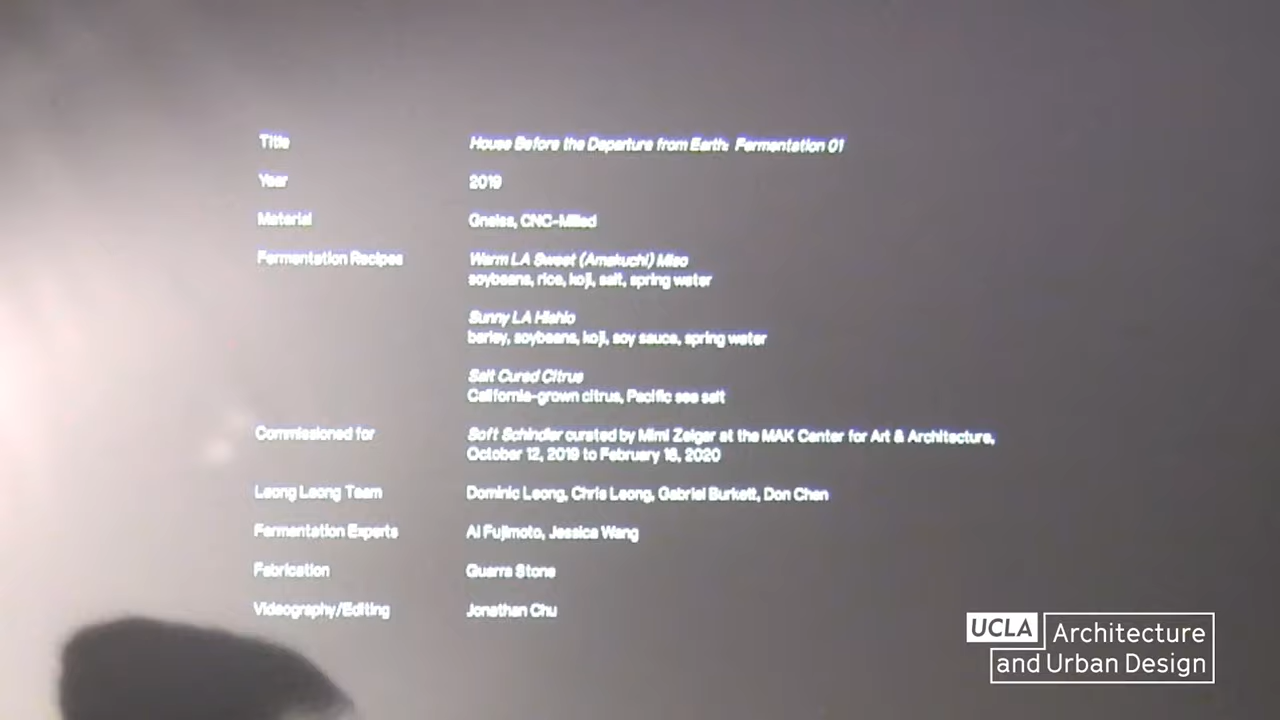 Title House Before the Departure from Earth: Fermentation 01
Year 2019
Material Gneiss, CNC-Milled
Fermentation Recipes Warm LA Sweet (Amakuchi) Miso
soybeans, rice, koji, salt, spring water
Sunny LA Hishio
barley, soybeans, koji, soy sauce, spring water
Salt Cured Citrus
California-grown citrus, Pacific sea salt
Commissioned for Soft Schindler curated by Mimi Zeiger at the MAK Center for Art & Architecture,
October 12, 2019 to February 16, 2020
Leong Leong Team Dominic Leong, Chris Leong, Gabriel Burkett, Don Chen
Fermentation Experts Ai Fujimoto, Jessica Wang
Fabrication Guerra Stone
Videography/Editing Jonathan Chu
UCLA Architecture
and Urban Design